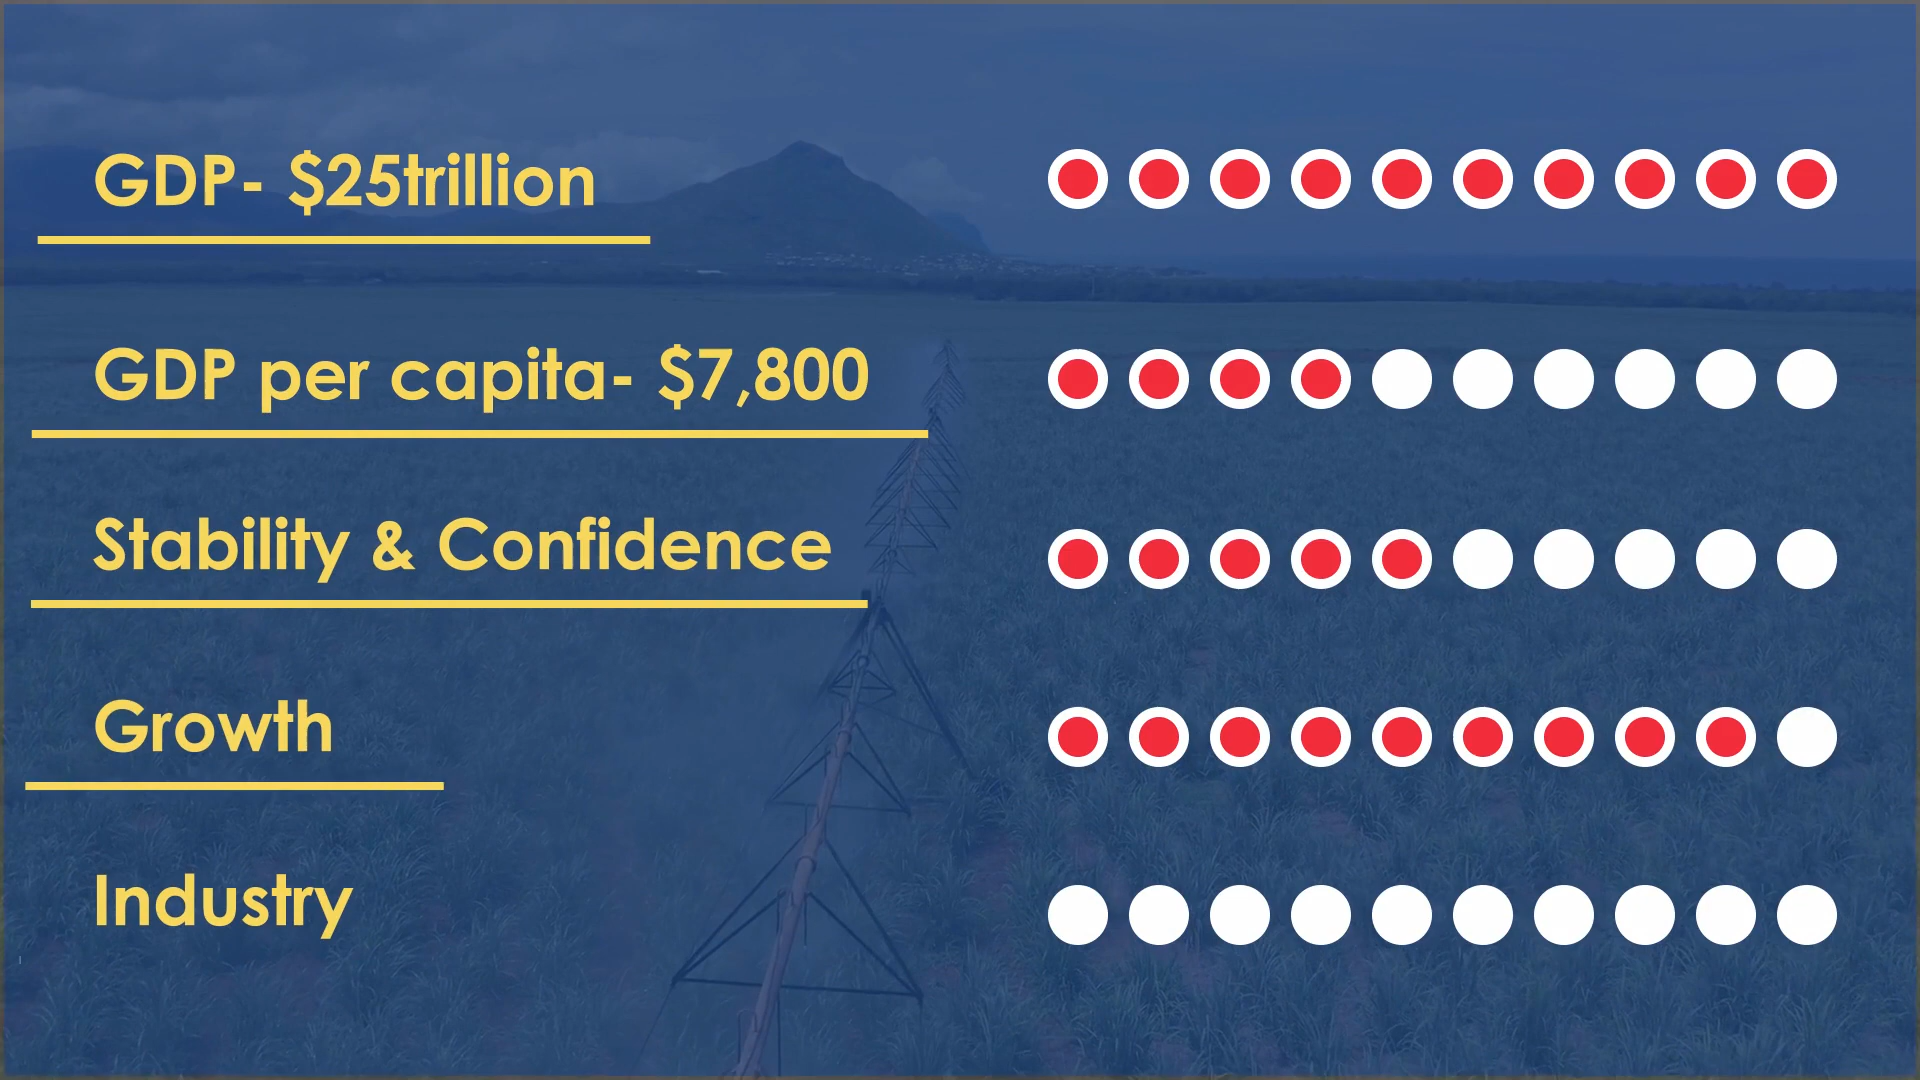 GDP- $25trillion
GDP per capita- $7,800
Stability & Confidence
Growth
Industry